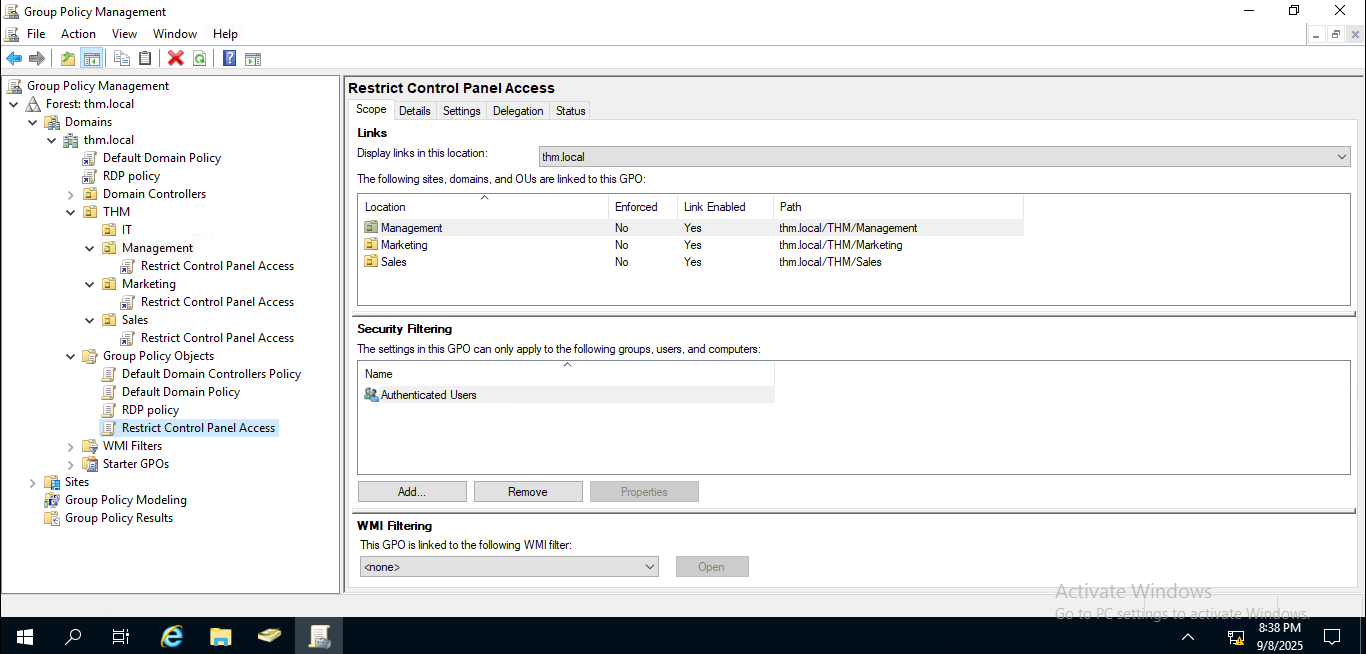 Group Policy Management
File Action View Window Help
Group Policy Management
Forest: thm.local
Domains
thm.local
Default Domain Policy
RDP policy
Domain Controllers
THM
IT
Management
Restrict Control Panel Access
Marketing
Restrict Control Panel Access
Sales
Restrict Control Panel Access
Group Policy Objects
Default Domain Controllers Policy
Default Domain Policy
RDP policy
Restrict Control Panel Access
WMI Filters
Starter GPOs
Sites
Group Policy Modeling
Group Policy Results
Restrict Control Panel Access
Scope Details Settings Delegation Status
Links
Display links in this location: thm.local
The following sites, domains, and OUs are linked to this GPO:
Location Enforced Link Enabled Path
Management No Yes thm.local/THM/Management
Marketing No Yes thm.local/THM/Marketing
Sales No Yes thm.local/THM/Sales
Security Filtering
The settings in this GPO can only apply to the following groups, users, and computers:
Name
Authenticated Users
Add... Remove Properties
WMI Filtering
This GPO is linked to the following WMI filter:
<none> Open
Activate Windows
Go to PC settings to activate Windows.
8:38 PM
9/8/2025